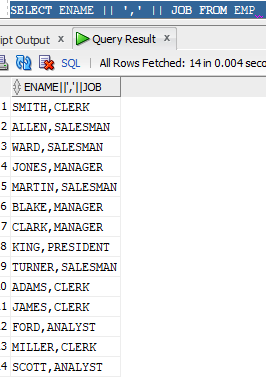 SELECT ENAME || ',' || JOB FROM EMP
ipt Output x Query Result x
SQL | All Rows Fetched: 14 in 0.004 seco
ENAME||','||JOB
1 SMITH,CLERK
2 ALLEN,SALESMAN
3 WARD,SALESMAN
4 JONES,MANAGER
5 MARTIN,SALESMAN
6 BLAKE,MANAGER
7 CLARK,MANAGER
8 KING,PRESIDENT
9 TURNER,SALESMAN
0 ADAMS,CLERK
1 JAMES,CLERK
2 FORD,ANALYST
3 MILLER,CLERK
4 SCOTT,ANALYST